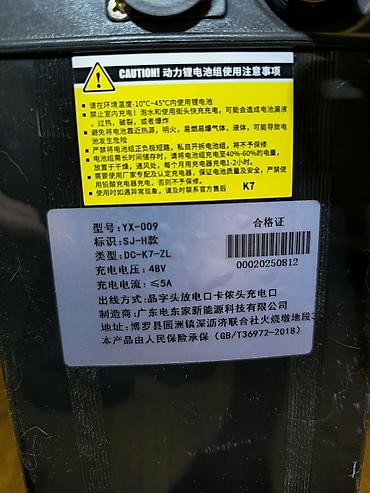 CAUTION! 动力锂电池组使用注意事项
■ 请在环境温度-10℃~45℃内使用锂电池
■ 禁止室内充电！泡水和使用街头快充充电，可能会造成电池漏液
，过热，破裂，或者爆炸
■ 避免将电池靠近热源，明火，易燃易爆气体，液体，可能导致电
池发生危险
■ 严禁将电池组正负极短路，私自开拆电池组，将不予保修
■ 电池组需长时间储存时，请将电池组充电至40%-60%的电量，
放置于干燥，通风处，每个月用充电器充电1-2小时。
■ 需要使用厂家专配及认定充电器，保证电池质量及安全，严禁使
用铅酸充电器充电，否则不予保修。
■ 使用时如遇异常现象，请及时联系官方售后 K7
型号: YX-009
合格证
标识: SJ-H款
类型: DC-K7-ZL
充电电压: 48V
00020250812
充电电流: ≤5A
出线方式: 品字头放电口卡侬头充电口
制造商: 广东电东家新能源科技有限公司
地址: 博罗县园洲镇深沥济联合社火烧墩地段
本产品由人民保险承保 (GB/T36972-2018)